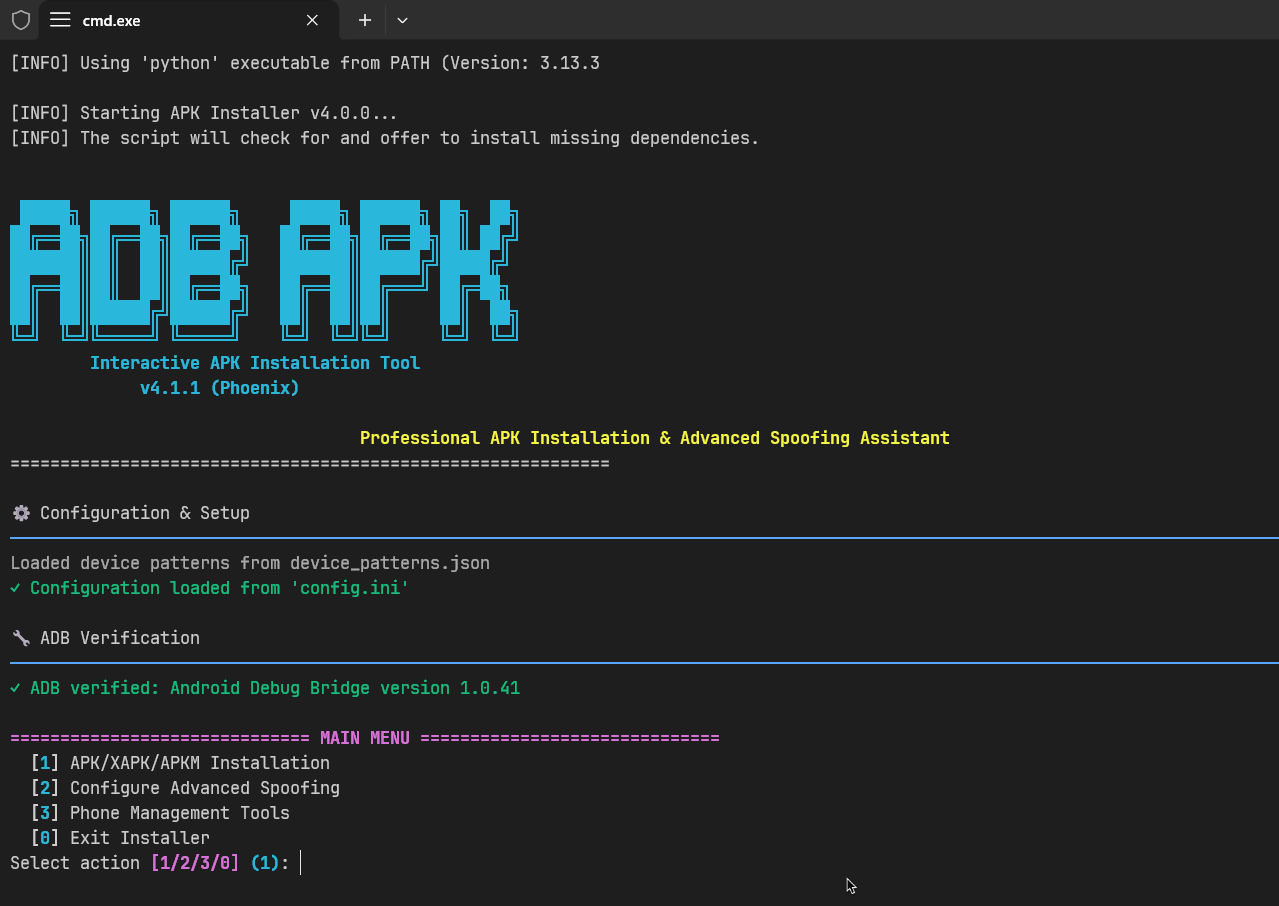 cmd.exe
[INFO] Using 'python' executable from PATH (Version: 3.13.3
[INFO] Starting APK Installer v4.0.0...
[INFO] The script will check for and offer to install missing dependencies.
ADB APK
Interactive APK Installation Tool
v4.1.1 (Phoenix)
Professional APK Installation & Advanced Spoofing Assistant
============================================================
Configuration & Setup
Loaded device patterns from device_patterns.json
✓ Configuration loaded from 'config.ini'
ADB Verification
✓ ADB verified: Android Debug Bridge version 1.0.41
============================== MAIN MENU ==============================
[1] APK/XAPK/APKM Installation
[2] Configure Advanced Spoofing
[3] Phone Management Tools
[0] Exit Installer
Select action [1/2/3/0] (1):